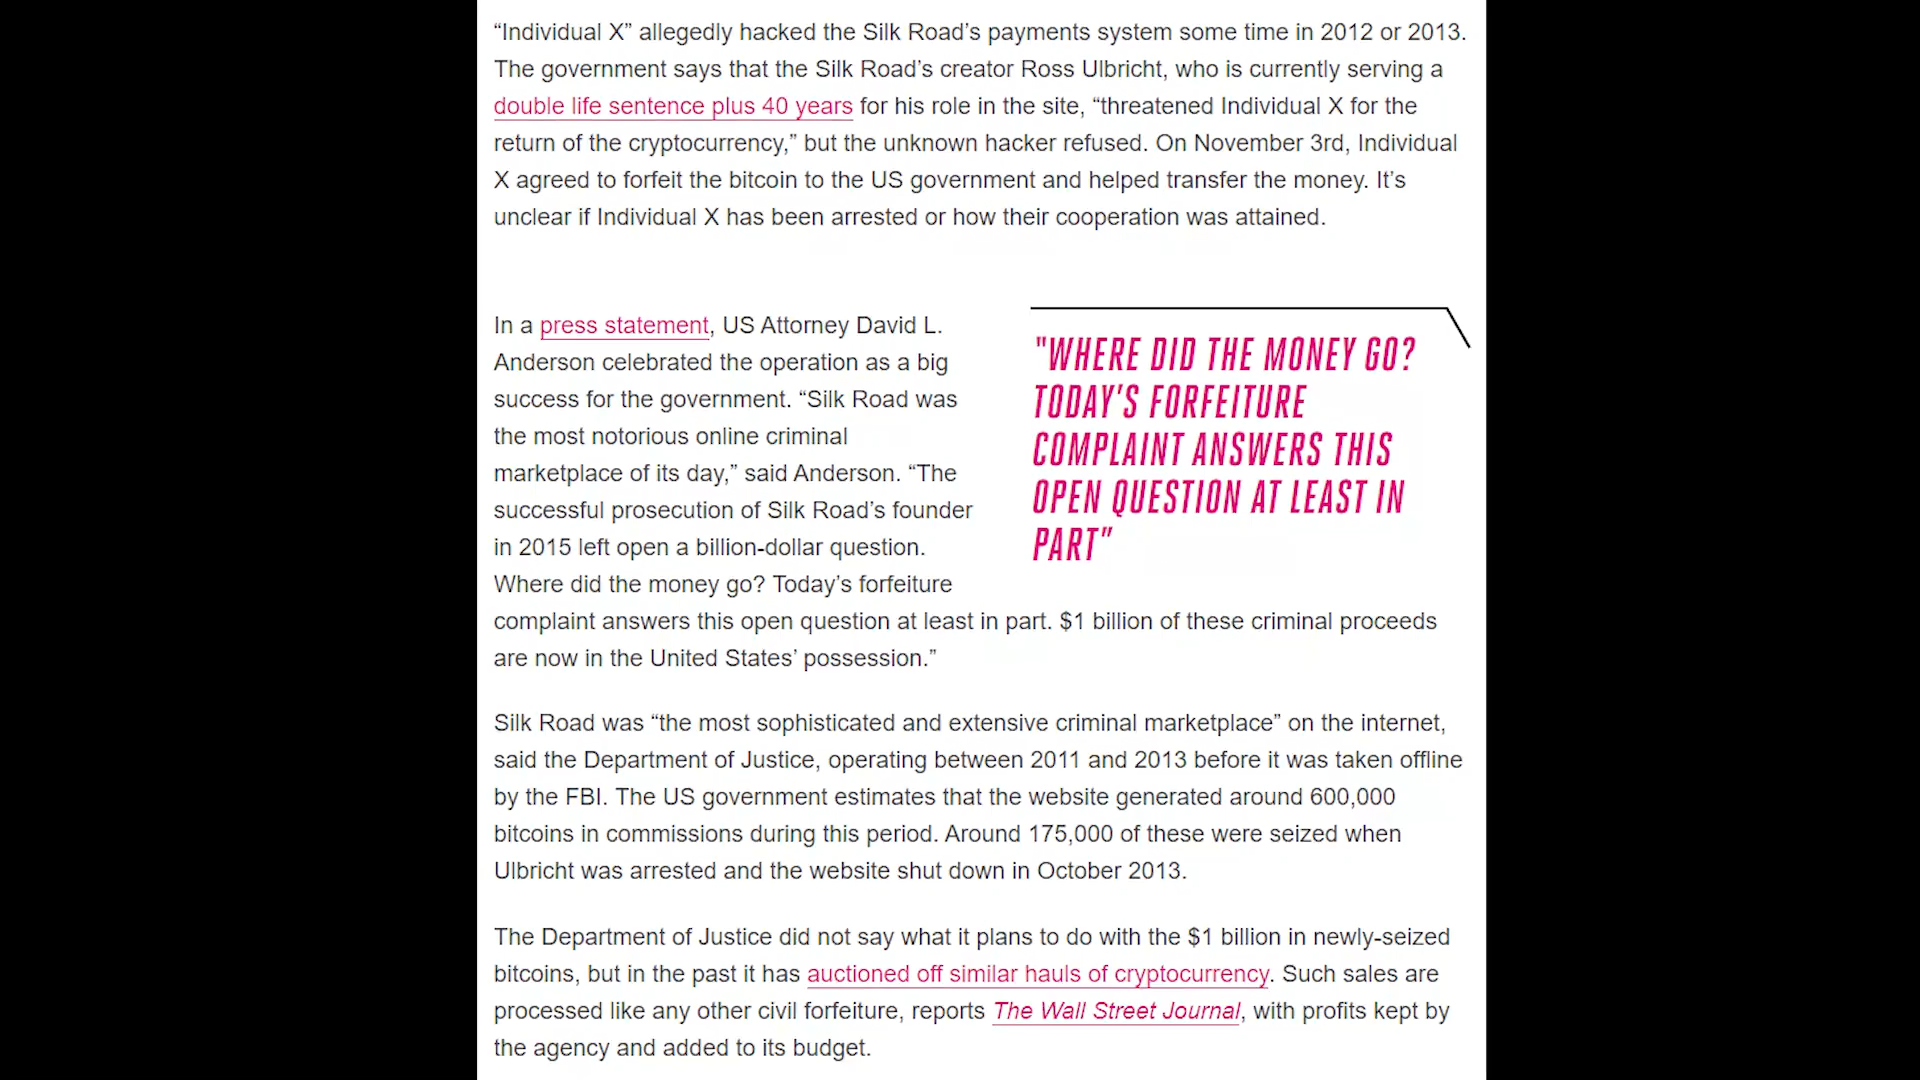 “Individual X” allegedly hacked the Silk Road’s payments system some time in 2012 or 2013.
The government says that the Silk Road’s creator Ross Ulbricht, who is currently serving a
double life sentence plus 40 years for his role in the site, “threatened Individual X for the
return of the cryptocurrency,” but the unknown hacker refused. On November 3rd, Individual
X agreed to forfeit the bitcoin to the US government and helped transfer the money. It’s
unclear if Individual X has been arrested or how their cooperation was attained.
In a press statement, US Attorney David L.
Anderson celebrated the operation as a big
success for the government. “Silk Road was
the most notorious online criminal
marketplace of its day,” said Anderson. “The
successful prosecution of Silk Road’s founder
in 2015 left open a billion-dollar question.
Where did the money go? Today’s forfeiture
complaint answers this open question at least in part. $1 billion of these criminal proceeds
are now in the United States’ possession.”
"WHERE DID THE MONEY GO?
TODAY’S FORFEITURE
COMPLAINT ANSWERS THIS
OPEN QUESTION AT LEAST IN
PART”
Silk Road was “the most sophisticated and extensive criminal marketplace” on the internet,
said the Department of Justice, operating between 2011 and 2013 before it was taken offline
by the FBI. The US government estimates that the website generated around 600,000
bitcoins in commissions during this period. Around 175,000 of these were seized when
Ulbricht was arrested and the website shut down in October 2013.
The Department of Justice did not say what it plans to do with the $1 billion in newly-seized
bitcoins, but in the past it has auctioned off similar hauls of cryptocurrency. Such sales are
processed like any other civil forfeiture, reports The Wall Street Journal, with profits kept by
the agency and added to its budget.